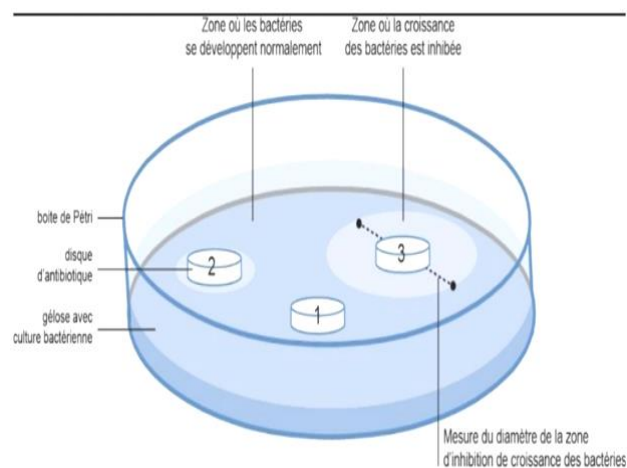 Zone où les bactéries
se développent normalement
Zone où la croissance
des bactéries est inhibée
boite de Pétri
disque
d'antibiotique
2
3
1
gélose avec
culture bactérienne
Mesure du diamètre de la zone
d'inhibition de croissance des bactéries